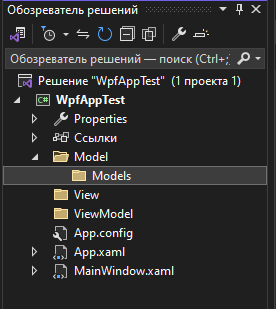 Обозреватель решений
Обозреватель решений — поиск (Ctrl+;)
Решение "WpfAppTest" (1 проекта 1)
C# WpfAppTest
Properties
Ссылки
Model
Models
View
ViewModel
App.config
App.xaml
MainWindow.xaml